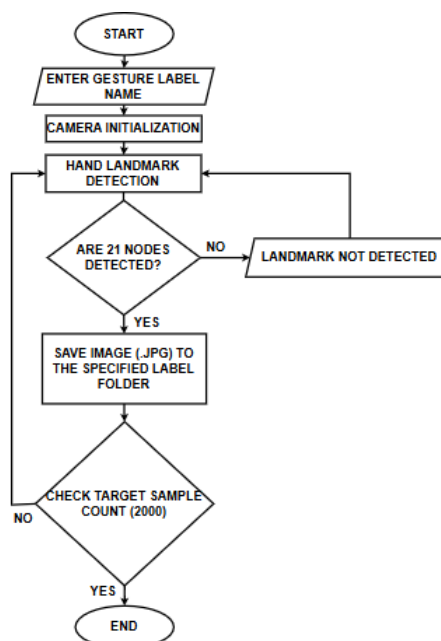 START
ENTER GESTURE LABEL
NAME
CAMERA INITIALIZATION
HAND LANDMARK
DETECTION
ARE 21 NODES
DETECTED?
NO
LANDMARK NOT DETECTED
YES
SAVE IMAGE (.JPG) TO
THE SPECIFIED LABEL
FOLDER
CHECK TARGET SAMPLE
COUNT (2000)
NO
YES
END